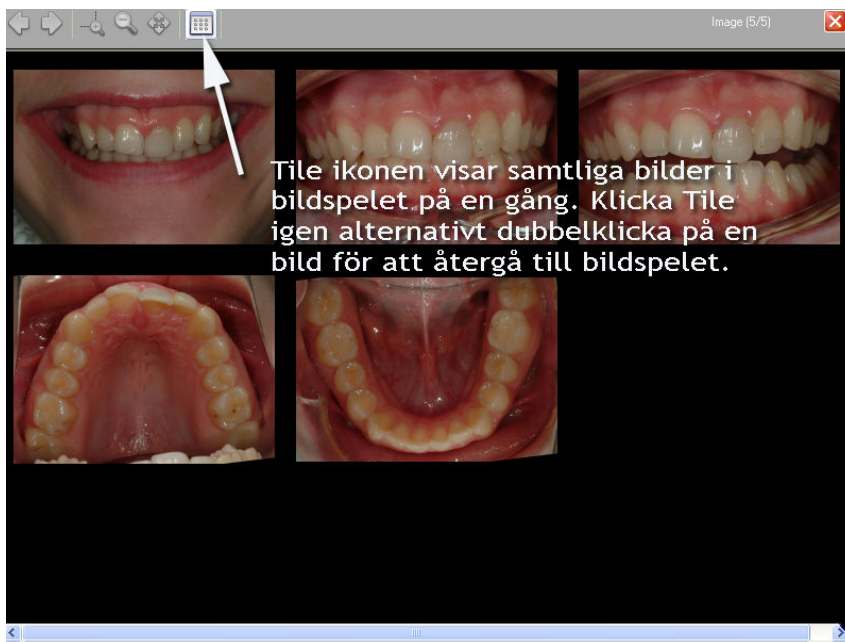 Image (5/5)
Tile ikonen visar samtliga bilder i
bildspelet på en gång. Klicka Tile
igen alternativt dubbelklicka på en
bild för att återgå till bildspelet.